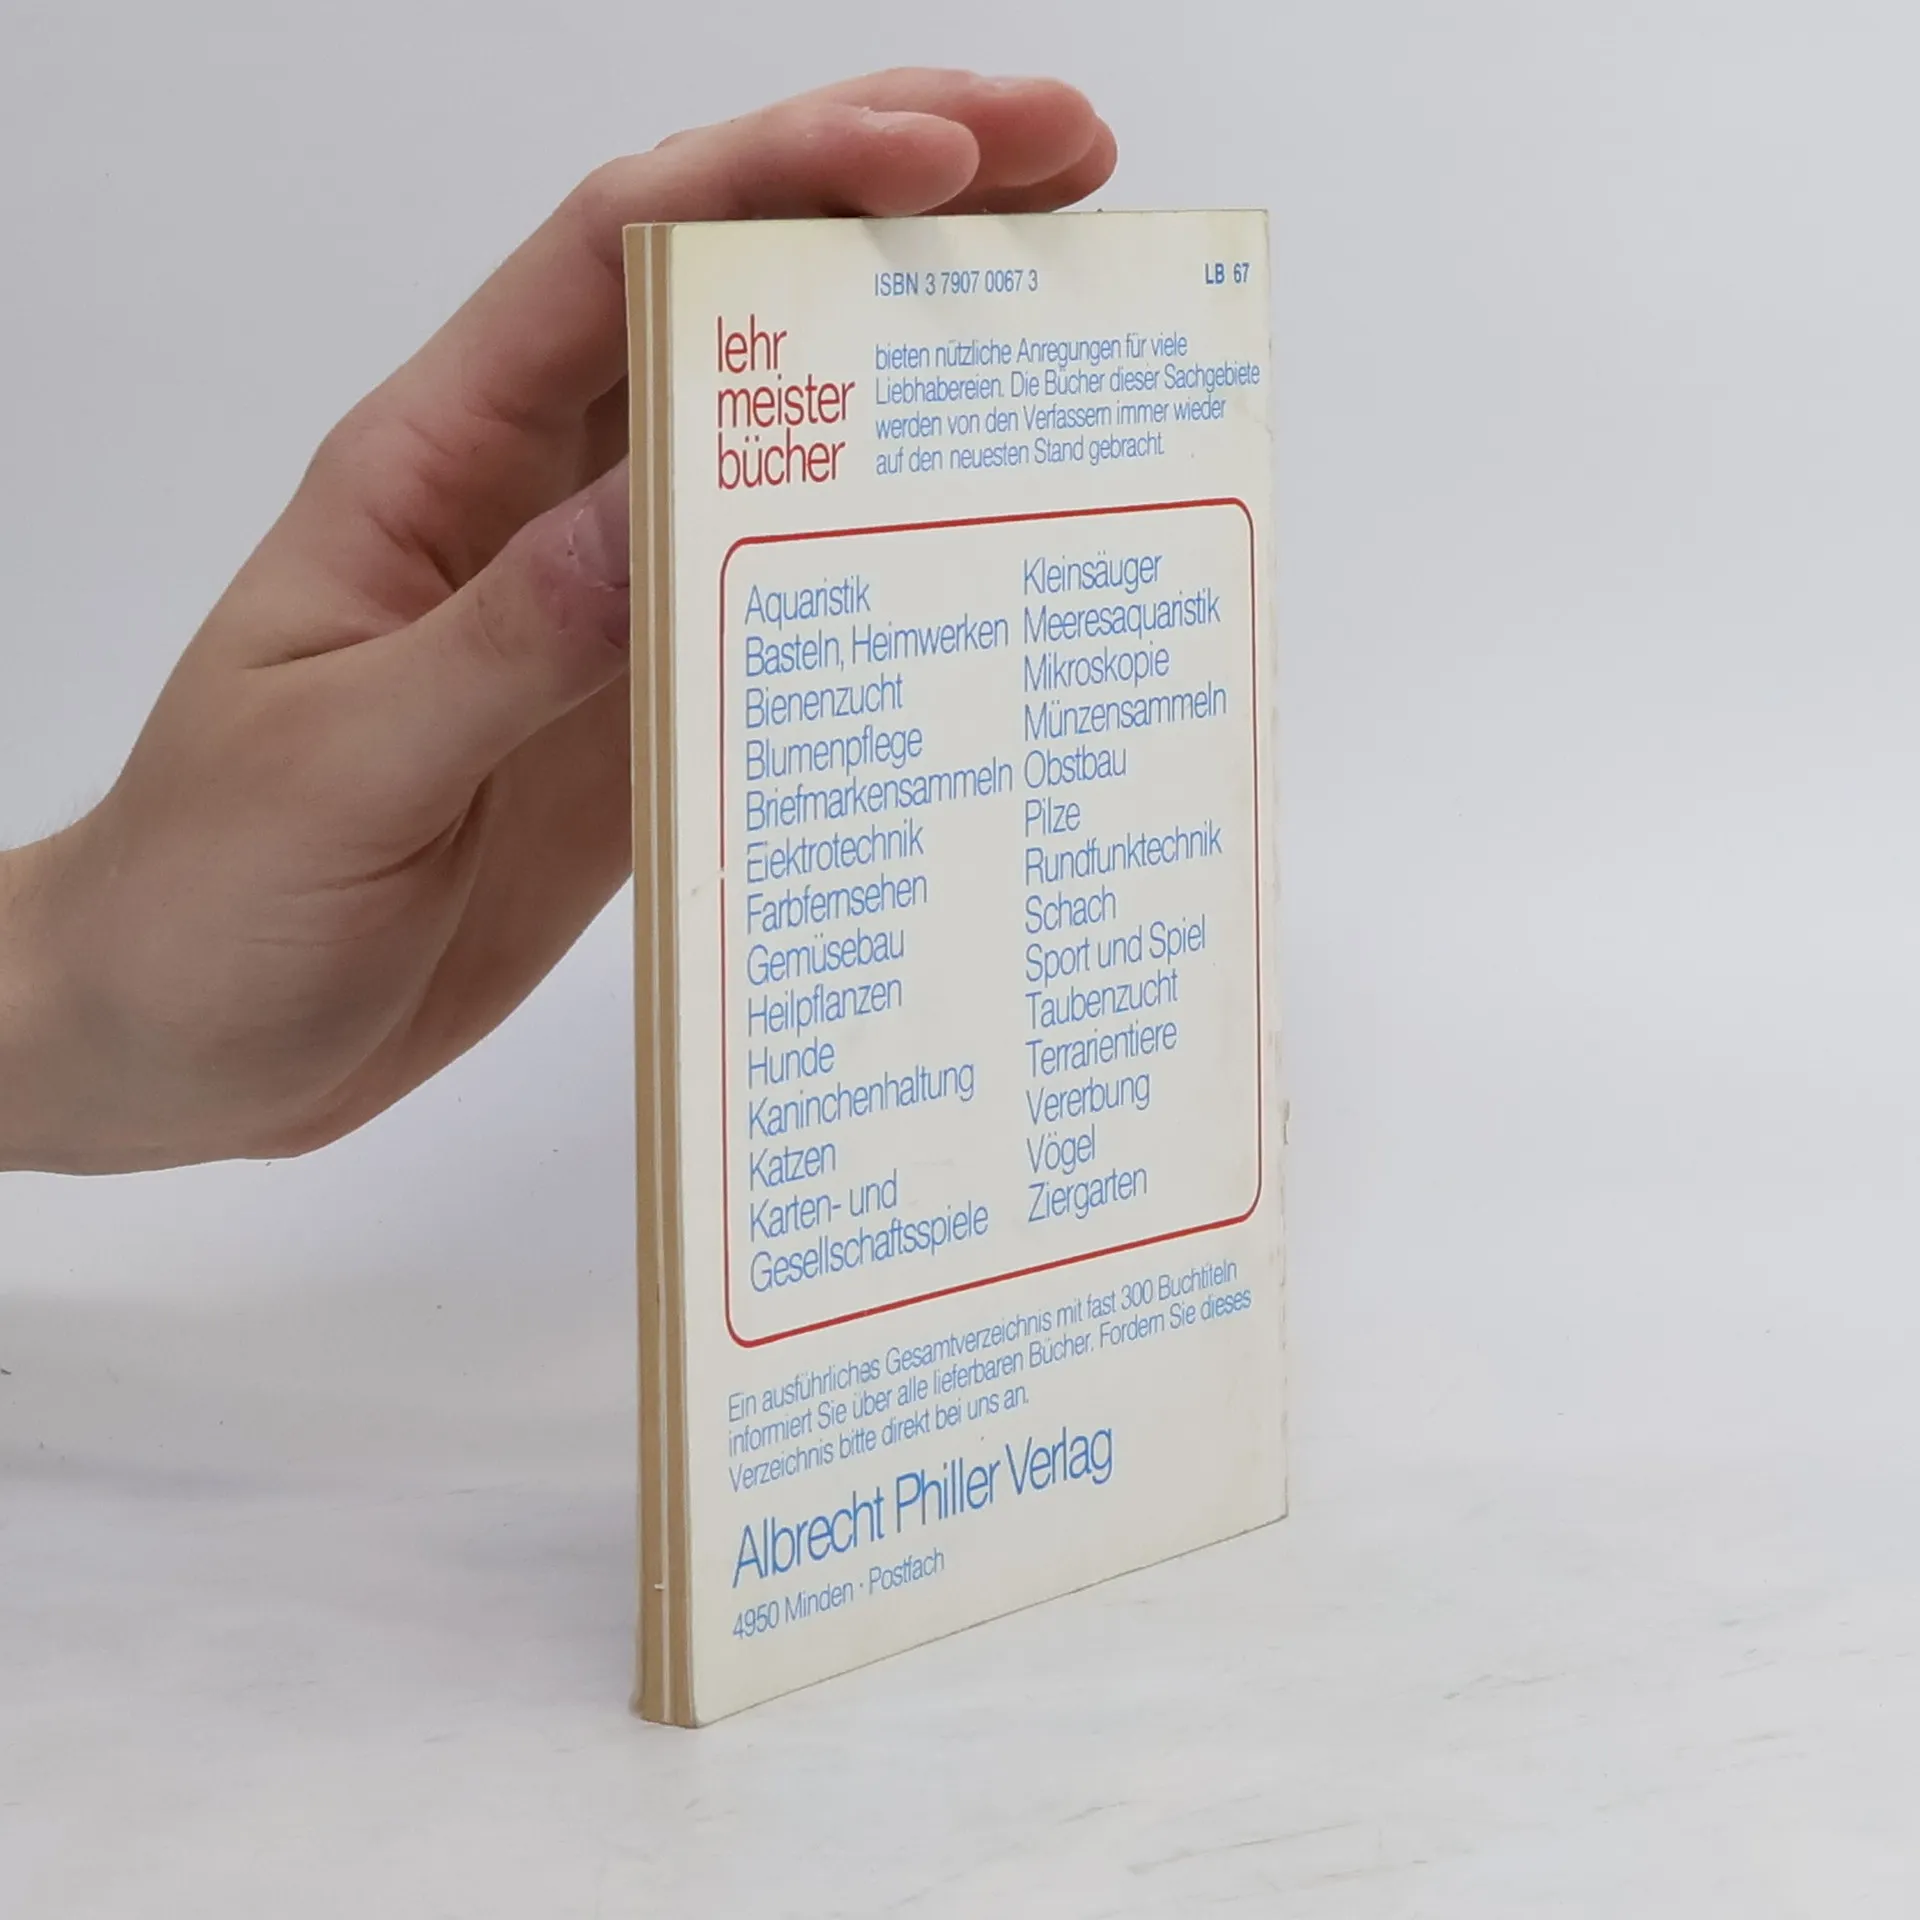 ISBN 3 7907 0067 3
LB 67
lehr
meister
bücher
bieten nützliche Anregungen für viele
Liebhabereien. Die Bücher dieser Sachgebiete
werden von den Verfassern immer wieder
auf den neuesten Stand gebracht.
Aquaristik
Basteln, Heimwerken
Bienenzucht
Blumenpflege
Briefmarkensammeln
Elektrotechnik
Farbfernsehen
Gemüsebau
Heilpflanzen
Hunde
Kaninchenhaltung
Katzen
Karten- und
Gesellschaftsspiele
Kleinsäuger
Meeresaquaristik
Mikroskopie
Münzensammeln
Obstbau
Pilze
Rundfunktechnik
Schach
Sport und Spiel
Taubenzucht
Terrarientiere
Vererbung
Vögel
Ziergarten
Ein ausführliches Gesamtverzeichnis mit fast 300 Buchtiteln
informiert Sie über alle lieferbaren Bücher. Fordern Sie dieses
Verzeichnis bitte direkt bei uns an.
Albrecht Philler Verlag
4950 Minden · Postfach